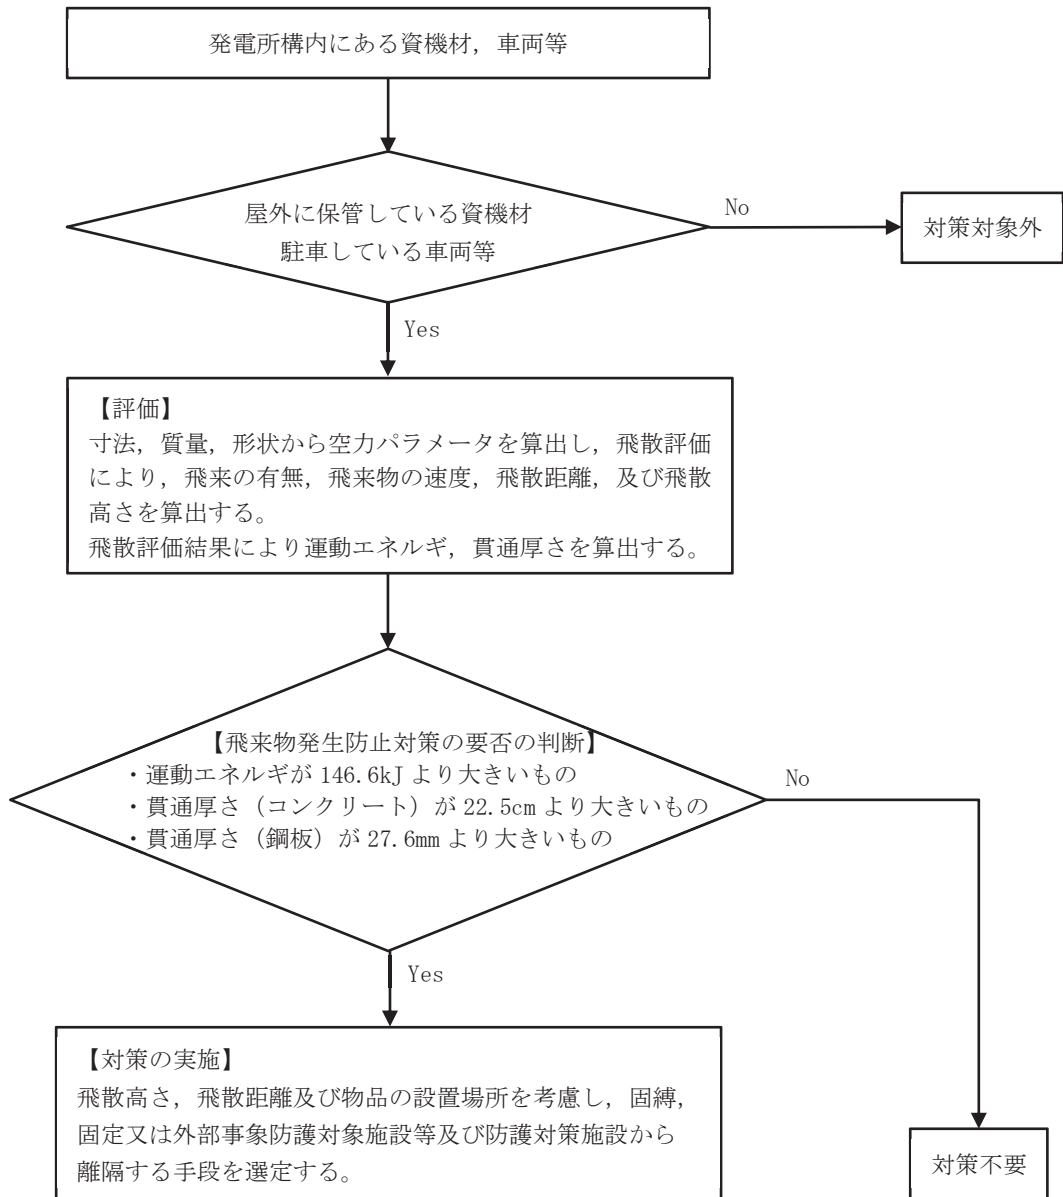 発電所構内にある資機材，車両等
屋外に保管している資機材
駐車している車両等
No
対策対象外
Yes
【評価】
寸法，質量，形状から空力パラメータを算出し，飛散評価
により，飛来の有無，飛来物の速度，飛散距離，及び飛散
高さを算出する。
飛散評価結果により運動エネルギ，貫通厚さを算出する。
【飛来物発生防止対策の要否の判断】
・運動エネルギが 146.6kJ より大きいもの
・貫通厚さ（コンクリート）が 22.5cm より大きいもの
・貫通厚さ（鋼板）が 27.6mm より大きいもの
No
Yes
【対策の実施】
飛散高さ，飛散距離及び物品の設置場所を考慮し，固縛，
固定又は外部事象防護対象施設等及び防護対策施設から
離隔する手段を選定する。
対策不要